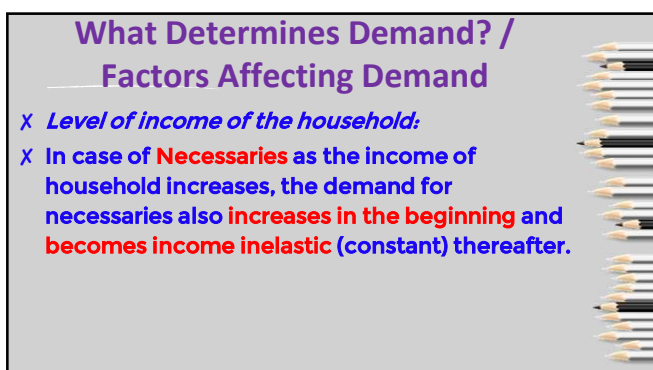 What Determines Demand? /
Factors Affecting Demand
✗ Level of income of the household:
✗ In case of Necessaries as the income of
household increases, the demand for
necessaries also increases in the beginning and
becomes income inelastic (constant) thereafter.